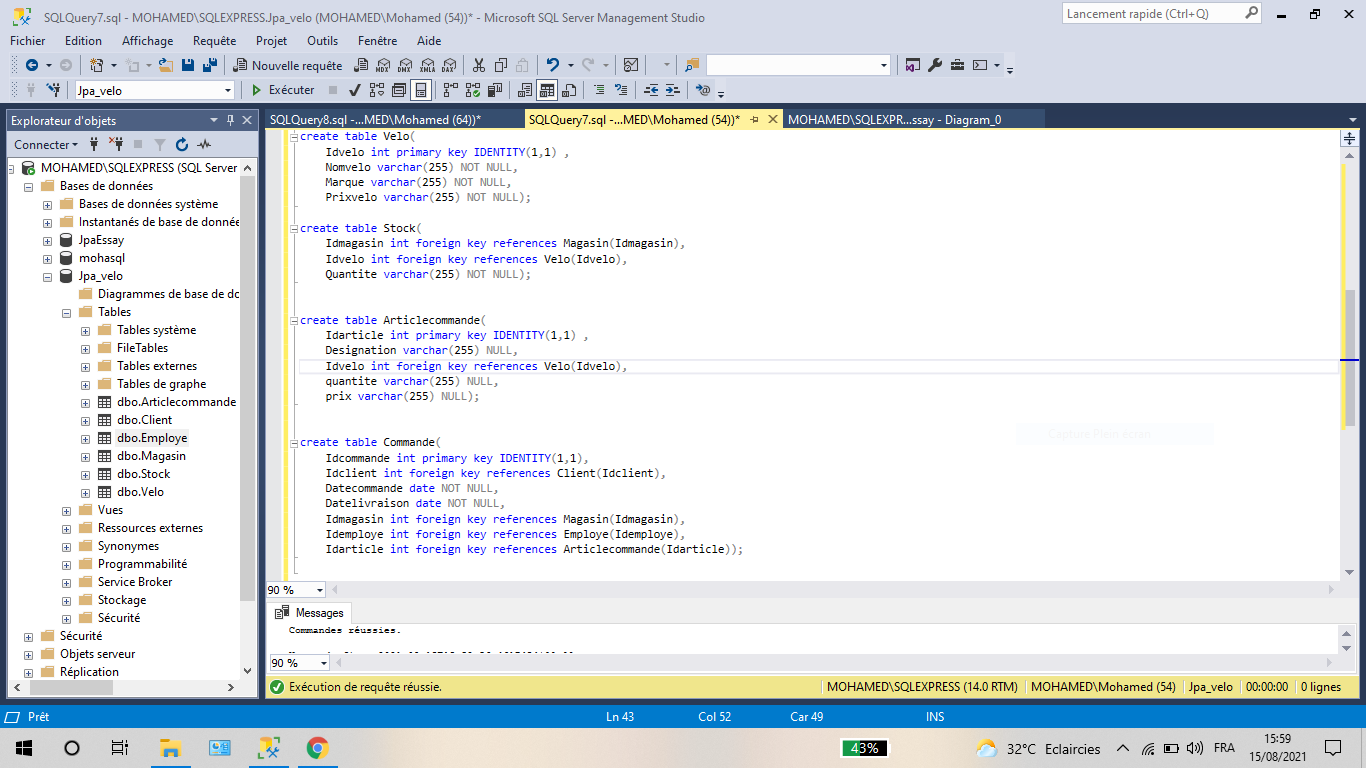 SQLQuery7.sql - MOHAMED\SQLEXPRESS.Jpa_velo (MOHAMED\Mohamed (54))* - Microsoft SQL Server Management Studio
Lancement rapide (Ctrl+Q)
Fichier Edition Affichage Requête Projet Outils Fenêtre Aide
Nouvelle requête MDX DMX XMLA DAX
Jpa_velo Exécuter
Explorateur d'objets
SQLQuery8.sql -...MED\Mohamed (64))* SQLQuery7.sql -...MED\Mohamed (54))* MOHAMED\SQLEXPR...ssay - Diagram_0
Connecter
MOHAMED\SQLEXPRESS (SQL Server
Bases de données
Bases de données système
Instantanés de base de donnée
JpaEssay
mohasql
Jpa_velo
Diagrammes de base de do
Tables
Tables système
FileTables
Tables externes
Tables de graphe
dbo.Articlecommande
dbo.Client
dbo.Employe
dbo.Magasin
dbo.Stock
dbo.Velo
Vues
Ressources externes
Synonymes
Programmabilité
Service Broker
Stockage
Sécurité
Sécurité
Objets serveur
Réplication
create table Velo(
Idvelo int primary key IDENTITY(1,1) ,
Nomvelo varchar(255) NOT NULL,
Marque varchar(255) NOT NULL,
Prixvelo varchar(255) NOT NULL);
create table Stock(
Idmagasin int foreign key references Magasin(Idmagasin),
Idvelo int foreign key references Velo(Idvelo),
Quantite varchar(255) NOT NULL);
create table Articlecommande(
Idarticle int primary key IDENTITY(1,1) ,
Designation varchar(255) NULL,
Idvelo int foreign key references Velo(Idvelo),
quantite varchar(255) NULL,
prix varchar(255) NULL);
create table Commande(
Idcommande int primary key IDENTITY(1,1),
Idclient int foreign key references Client(Idclient),
Datecommande date NOT NULL,
Datelivraison date NOT NULL,
Idmagasin int foreign key references Magasin(Idmagasin),
Idemploye int foreign key references Employe(Idemploye),
Idarticle int foreign key references Articlecommande(Idarticle));
90 %
Messages
Commandes réussies.
90 %
Exécution de requête réussie. MOHAMED\SQLEXPRESS (14.0 RTM) MOHAMED\Mohamed (54) Jpa_velo 00:00:00 0 lignes
Prêt Ln 43 Col 52 Car 49 INS
43% 32°C Eclaircies FRA 15:59
15/08/2021